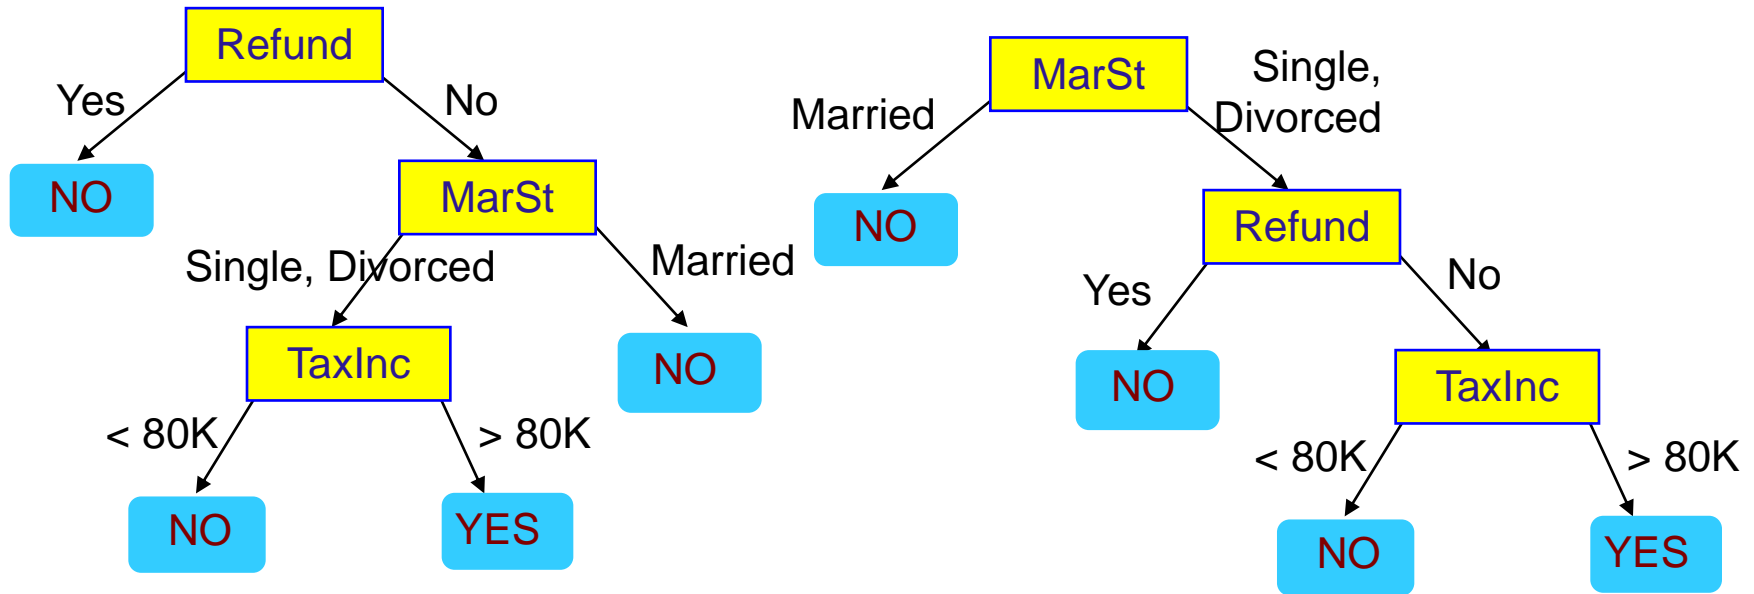 Refund
Yes
No
NO
MarSt
Single, Divorced
Married
TaxInc
NO
< 80K
> 80K
NO
YES
MarSt
Single,
Divorced
Married
NO
Refund
Yes
No
NO
TaxInc
< 80K
> 80K
NO
YES